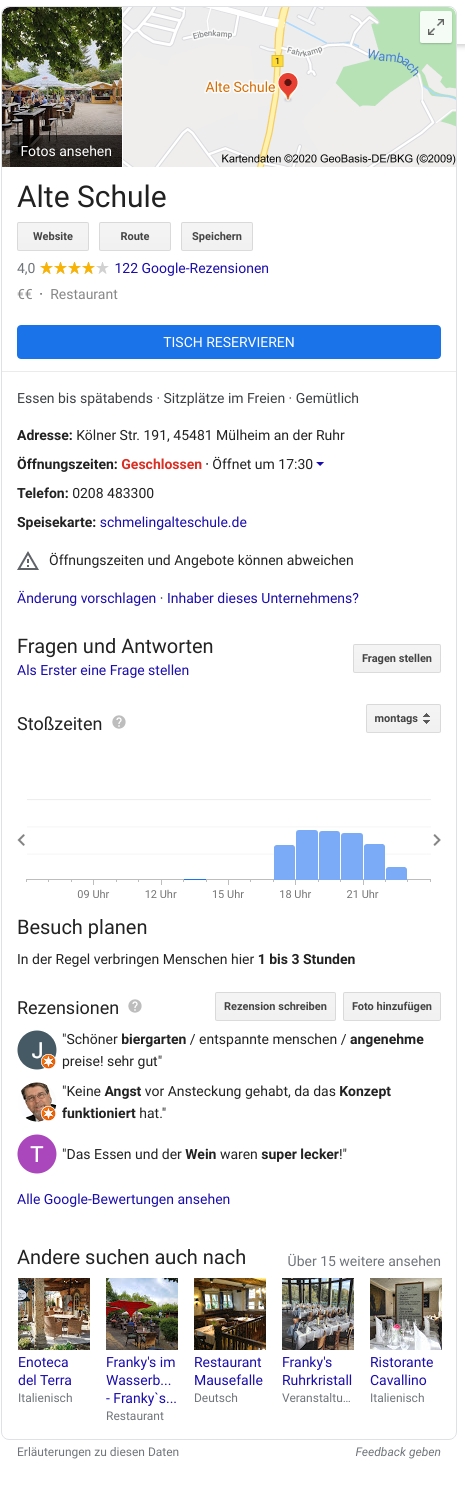 Eibenkamp
Fahrkamp
Wambach
1
Alte Schule
Fotos ansehen
Kartendaten ©2020 GeoBasis-DE/BKG (©2009)
Alte Schule
Website
Route
Speichern
4,0 122 Google-Rezensionen
€€ · Restaurant
TISCH RESERVIEREN
Essen bis spätabends · Sitzplätze im Freien · Gemütlich
Adresse: Kölner Str. 191, 45481 Mülheim an der Ruhr
Öffnungszeiten: Geschlossen · Öffnet um 17:30
Telefon: 0208 483300
Speisekarte: schmelingalteschule.de
Öffnungszeiten und Angebote können abweichen
Änderung vorschlagen · Inhaber dieses Unternehmens?
Fragen und Antworten
Als Erster eine Frage stellen
Fragen stellen
Stoßzeiten ?
montags
09 Uhr 12 Uhr 15 Uhr 18 Uhr 21 Uhr
Besuch planen
In der Regel verbringen Menschen hier 1 bis 3 Stunden
Rezensionen ?
Rezension schreiben
Foto hinzufügen
J
"Schöner biergarten / entspannte menschen / angenehme
preise! sehr gut"
"Keine Angst vor Ansteckung gehabt, da das Konzept
funktioniert hat."
T
"Das Essen und der Wein waren super lecker!"
Alle Google-Bewertungen ansehen
Andere suchen auch nach
Über 15 weitere ansehen
Enoteca
del Terra
Italienisch
Franky's im
Wasserb...
- Franky`s...
Restaurant
Restaurant
Mausefalle
Deutsch
Franky's
Ruhrkristall
Veranstaltu...
Ristorante
Cavallino
Italienisch
Erläuterungen zu diesen Daten
Feedback geben